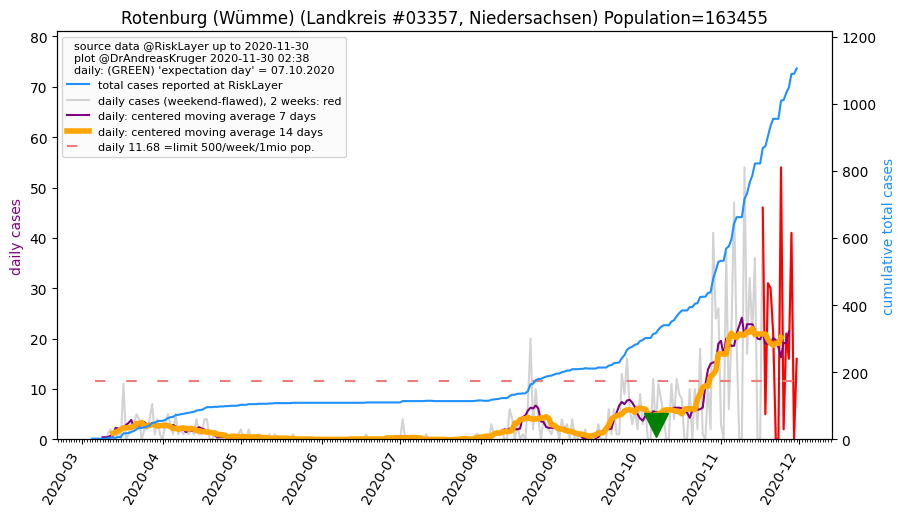 Rotenburg (Wümme) (Landkreis #03357, Niedersachsen) Population=163455
source data @RiskLayer up to 2020-11-30
plot @DrAndreasKruger 2020-11-30 02:38
daily: (GREEN) 'expectation day' = 07.10.2020
total cases reported at RiskLayer
daily cases (weekend-flawed), 2 weeks: red
daily: centered moving average 7 days
daily: centered moving average 14 days
daily 11.68 =limit 500/week/1mio pop.
daily cases
80
70
60
50
40
30
20
10
0
cumulative total cases
1200
1000
800
600
400
200
0
2020-03
2020-04
2020-05
2020-06
2020-07
2020-08
2020-09
2020-10
2020-11
2020-12